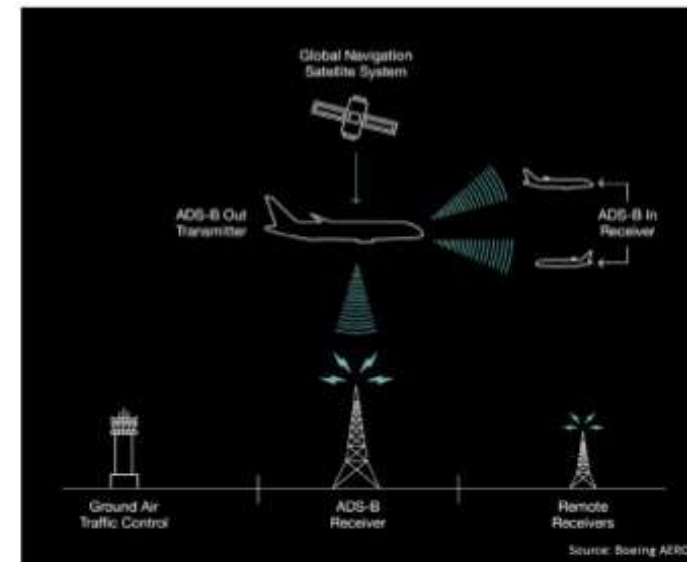 Global Navigation
Satellite System
ADS-B Out
Transmitter
ADS-B In
Receiver
Ground Air
Traffic Control
ADS-B
Receiver
Remote
Receivers
Source: Boeing AERO